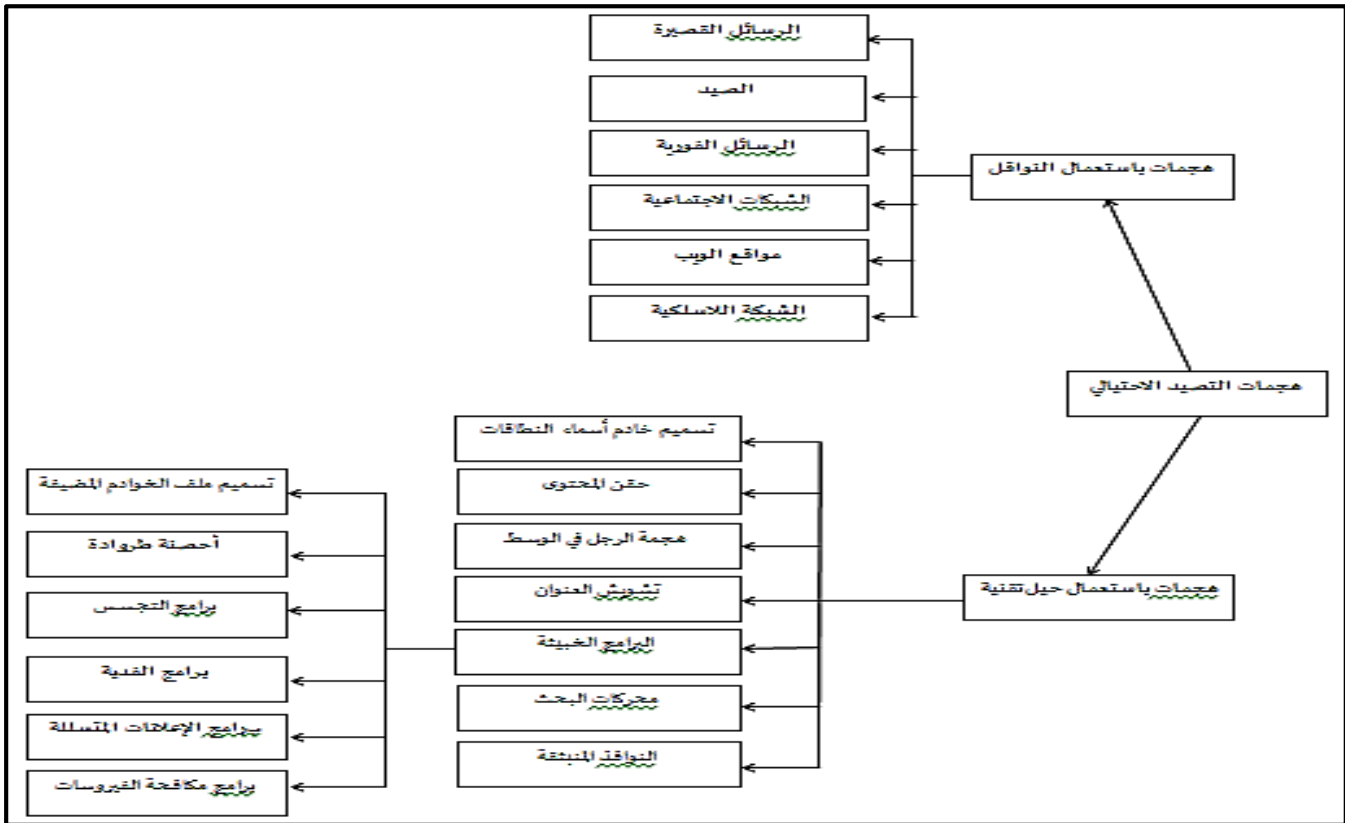 هجمات التصيد الاحتيالي
هجمات باستعمال النواقل
الرسائل القصيرة
الصيد
الرسائل الفورية
الشبكات الاجتماعية
مواقع الويب
الشبكة اللاسلكية
هجمات باستعمال حيل تقنية
تسميم خادم أسماء النطاقات
حقن المحتوى
هجمة الرجل في الوسط
تشويش العنوان
البرامج الخبيثة
محركات البحث
النوافذ المنبثقة
تسميم ملف الخوادم المضيفة
أحصنة طروادة
برامج التجسس
برامج الفدية
برامج الإعلانات المتسللة
برامج مكافحة الفيروسات